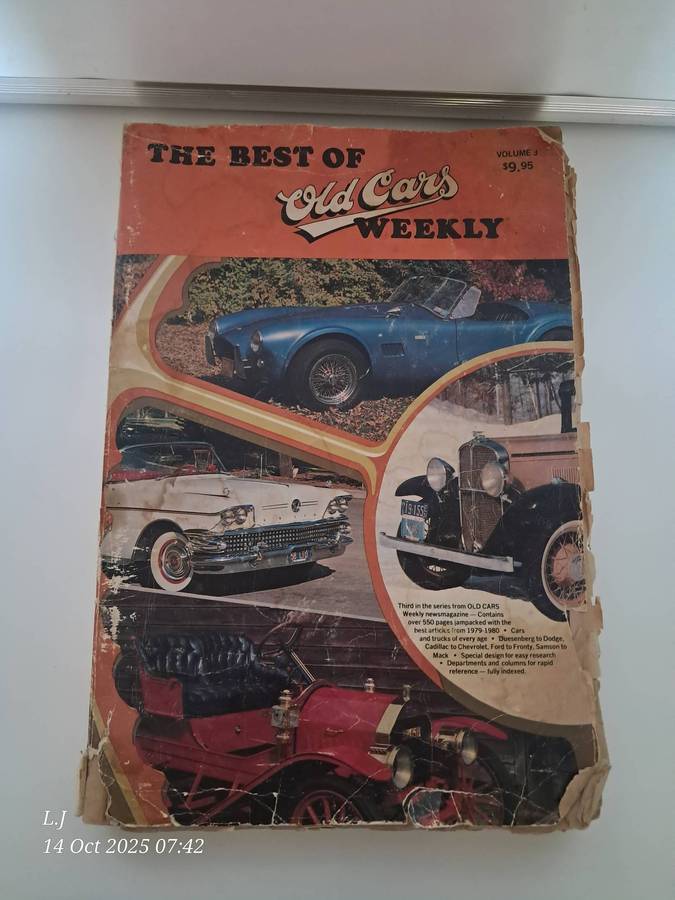 THE BEST OF
Old Cars
WEEKLY
VOLUME 3
$9.95
Third in the series from OLD CARS
Weekly newsmagazine — Contains
over 550 pages jampacked with the
best articles from 1979-1980 • Cars
and trucks of every age • Duesenberg to Dodge,
Cadillac to Chevrolet, Ford to Fronty, Samson to
Mack • Special design for easy research
• Departments and columns for rapid
reference — fully indexed.
L.J
14 Oct 2025 07:42